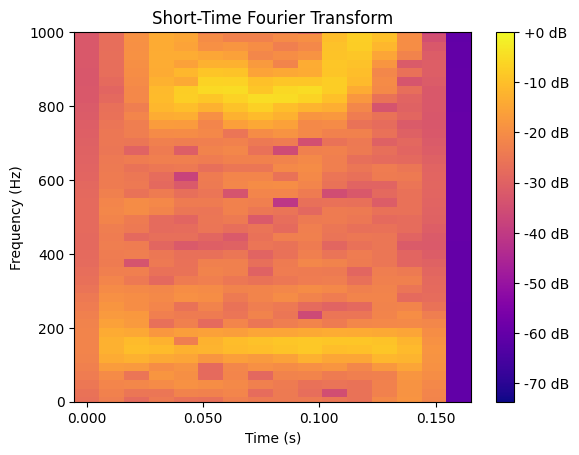 Short-Time Fourier Transform
Frequency (Hz)
1000
800
600
400
200
0
0.000
0.050
0.100
0.150
Time (s)
+0 dB
-10 dB
-20 dB
-30 dB
-40 dB
-50 dB
-60 dB
-70 dB